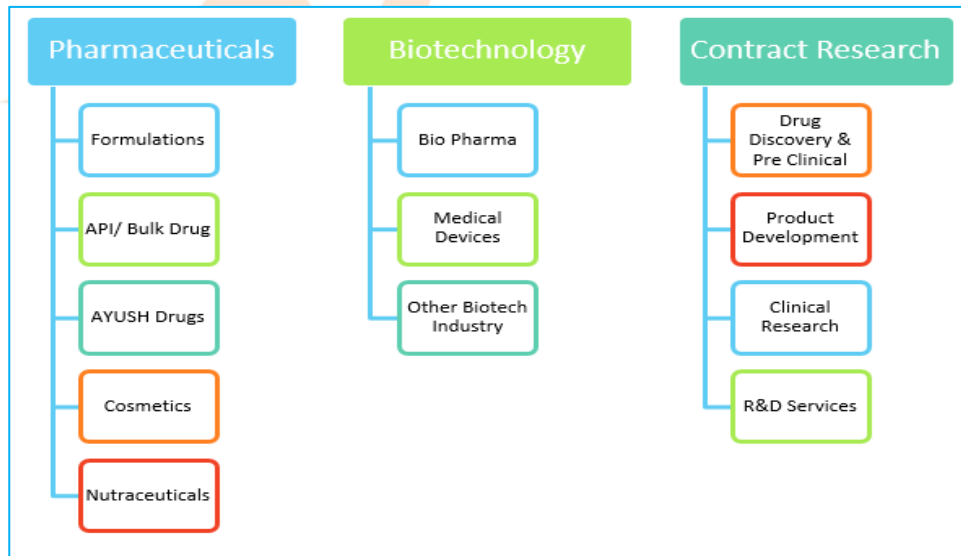 Pharmaceuticals
Formulations
API/ Bulk Drug
AYUSH Drugs
Cosmetics
Nutraceuticals
Biotechnology
Bio Pharma
Medical
Devices
Other Biotech
Industry
Contract Research
Drug
Discovery &
Pre Clinical
Product
Development
Clinical
Research
R&D Services